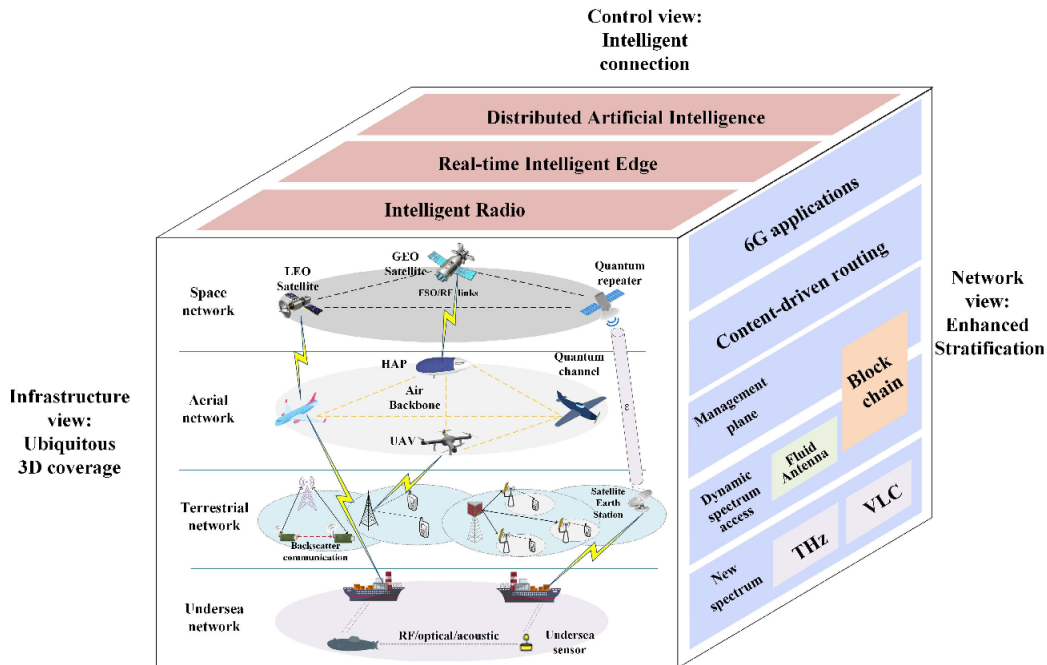 Control view:
Intelligent
connection
Distributed Artificial Intelligence
Real-time Intelligent Edge
Intelligent Radio
Infrastructure
view:
Ubiquitous
3D coverage
Space
network
LEO
Satellite
GEO
Satellite
FSO/RF links
Quantum
repeater
Aerial
network
HAP
Air
Backbone
UAV
Quantum
channel
ε
Terrestrial
network
Backscatter
communication
Satellite
Earth
Station
Undersea
network
RF/optical/acoustic
Undersea
sensor
6G applications
Content-driven routing
Management
plane
Block
chain
Dynamic
spectrum
access
Fluid
Antenna
New
spectrum
THz
VLC
Network
view:
Enhanced
Stratification